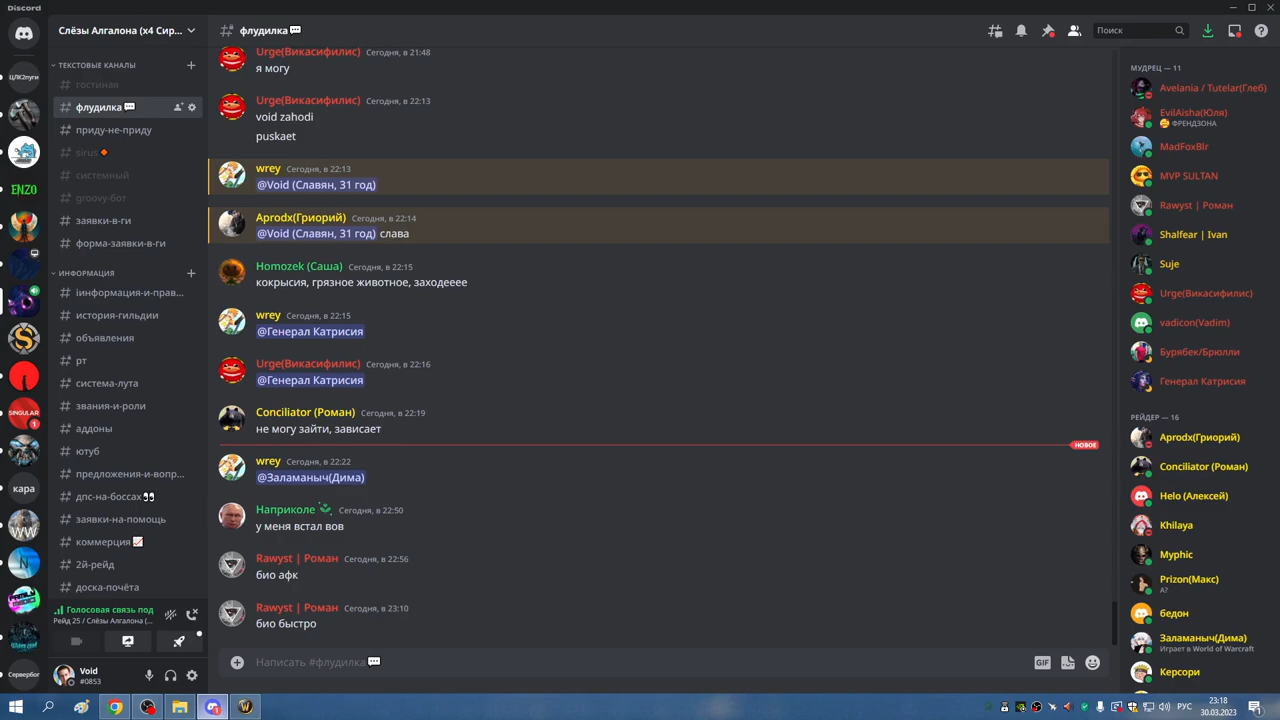 Discord
Слёзы Алгалона (x4 Сир...
ТЕКСТОВЫЕ КАНАЛЫ
гостиная
флудилка💬
приду-не-приду
sirus🔸
системный
groovy-бот
заявки-в-ги
форма-заявки-в-ги
ИНФОРМАЦИЯ
информация-и-прав...
история-гильдии
объявления
рт
система-лута
звания-и-роли
аддоны
ютуб
предложения-и-вопр...
дпс-на-боссах👀
заявки-на-помощь
коммерция📈
2й-рейд
доска-почёта
Голосовая связь под
Рейд 25 / Слёзы Алгалона (...
Void
#0853
ЦЛК2пуги
ENZO
SINGULAR
1
кара
WW
N
Сервербог
флудилка💬
Поиск
Urge(Викасифилис) Сегодня, в 21:48
я могу
Urge(Викасифилис) Сегодня, в 22:13
void zahodi
puskaet
wrey Сегодня, в 22:13
@Void (Славян, 31 год)
Aprodx(Гриорий) Сегодня, в 22:14
@Void (Славян, 31 год) слава
Homozek (Саша) Сегодня, в 22:15
кокрысия, грязное животное, заходееее
wrey Сегодня, в 22:15
@Генерал Катрисия
Urge(Викасифилис) Сегодня, в 22:16
@Генерал Катрисия
Conciliator (Роман) Сегодня, в 22:19
не могу зайти, зависает
НОВОЕ
wrey Сегодня, в 22:22
@Заламаныч(Дима)
Наприколе Сегодня, в 22:50
у меня встал вов
Rawyst | Роман Сегодня, в 22:56
био афк
Rawyst | Роман Сегодня, в 23:10
био быстро
Написать #флудилка💬
GIF
МУДРЕЦ — 11
Avelania / Tutelar(Глеб)
EvilAisha(Юля)
ФРЕНДЗОНА
MadFoxBlr
MVP SULTAN
Rawyst | Роман
Shalfear | Ivan
Suje
Urge(Викасифилис)
vadicon(Vadim)
Бурябек/Брюлли
Генерал Катрисия
РЕЙДЕР — 16
Aprodx(Гриорий)
Conciliator (Роман)
Helo (Алексей)
Khilaya
Myphic
Prizon(Макс)
А?
бедон
Заламаныч(Дима)
Играет в World of Warcraft
Керсори
РУС
23:18
30.03.2023
1